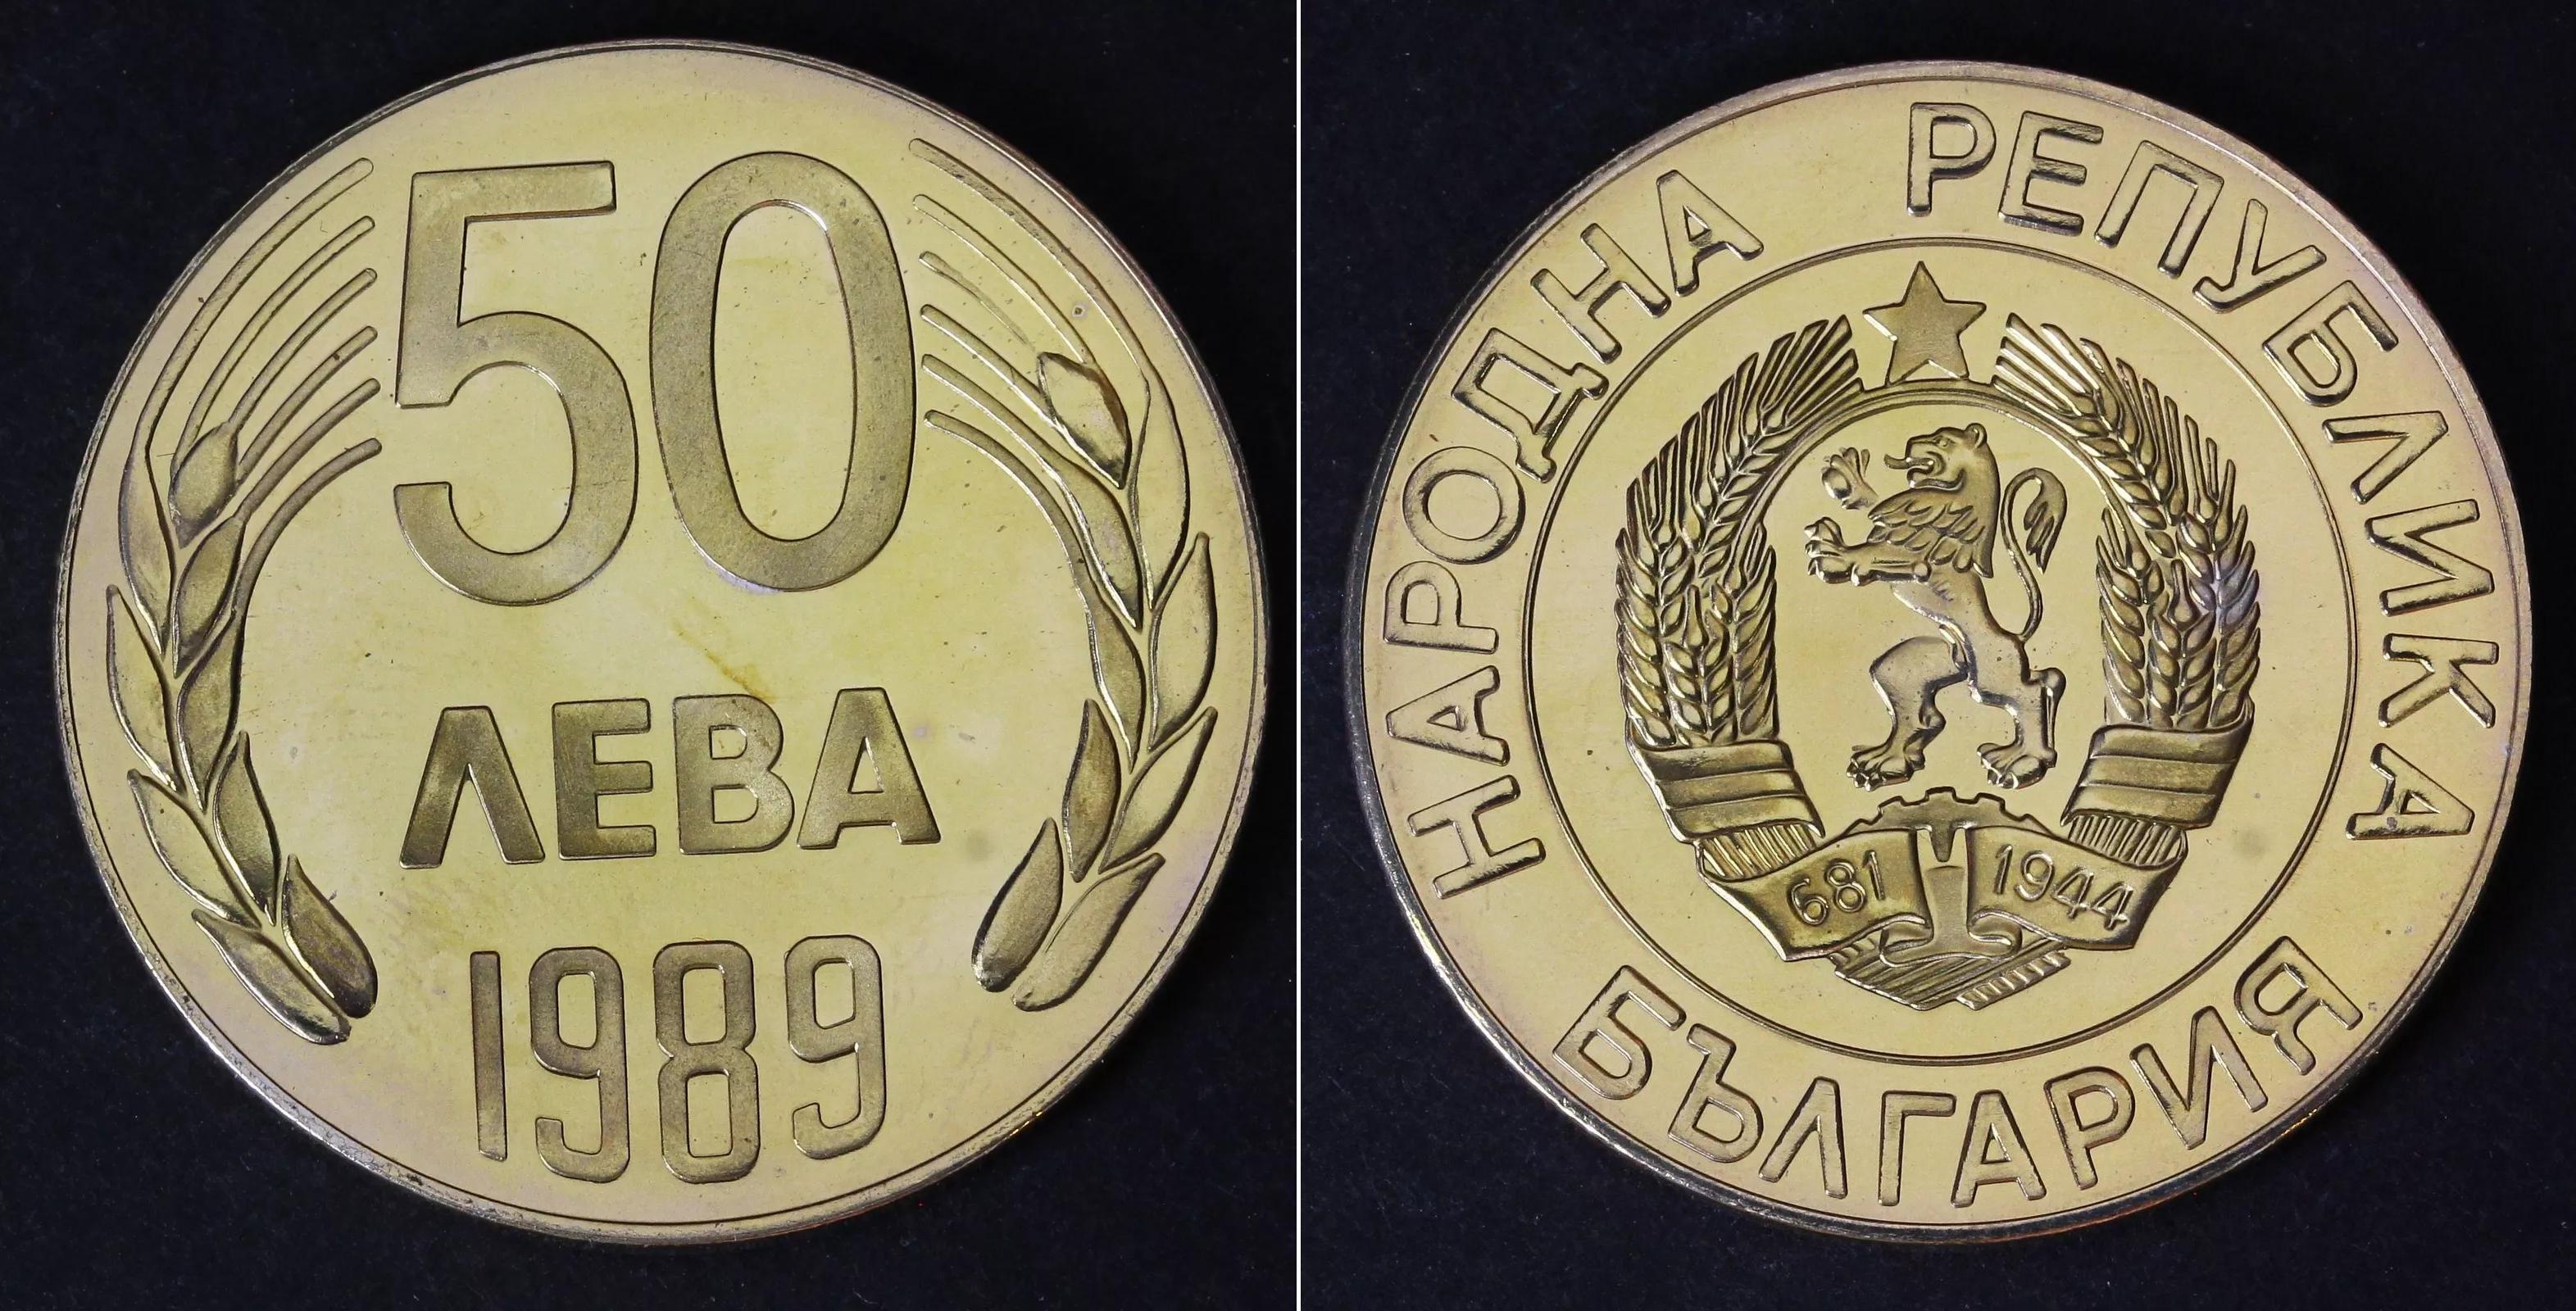 50
ЛЕВА
1989
НАРОДНА РЕПУБЛИКА
БЪЛГАРИЯ
681 1944